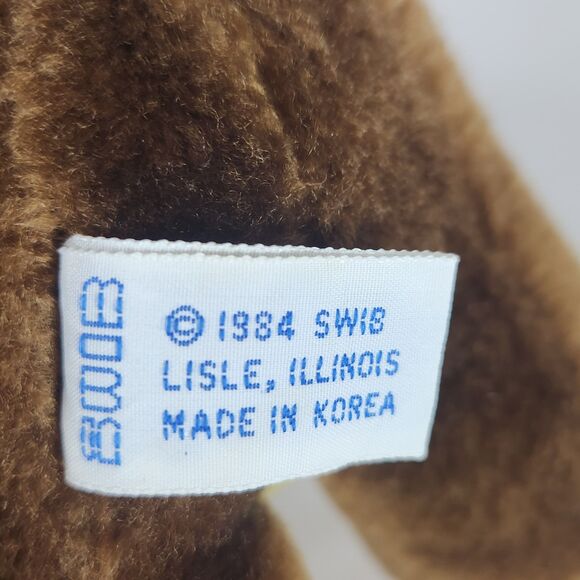 SWIB
© 1984 SWIB
LISLE, ILLINOIS
MADE IN KOREA